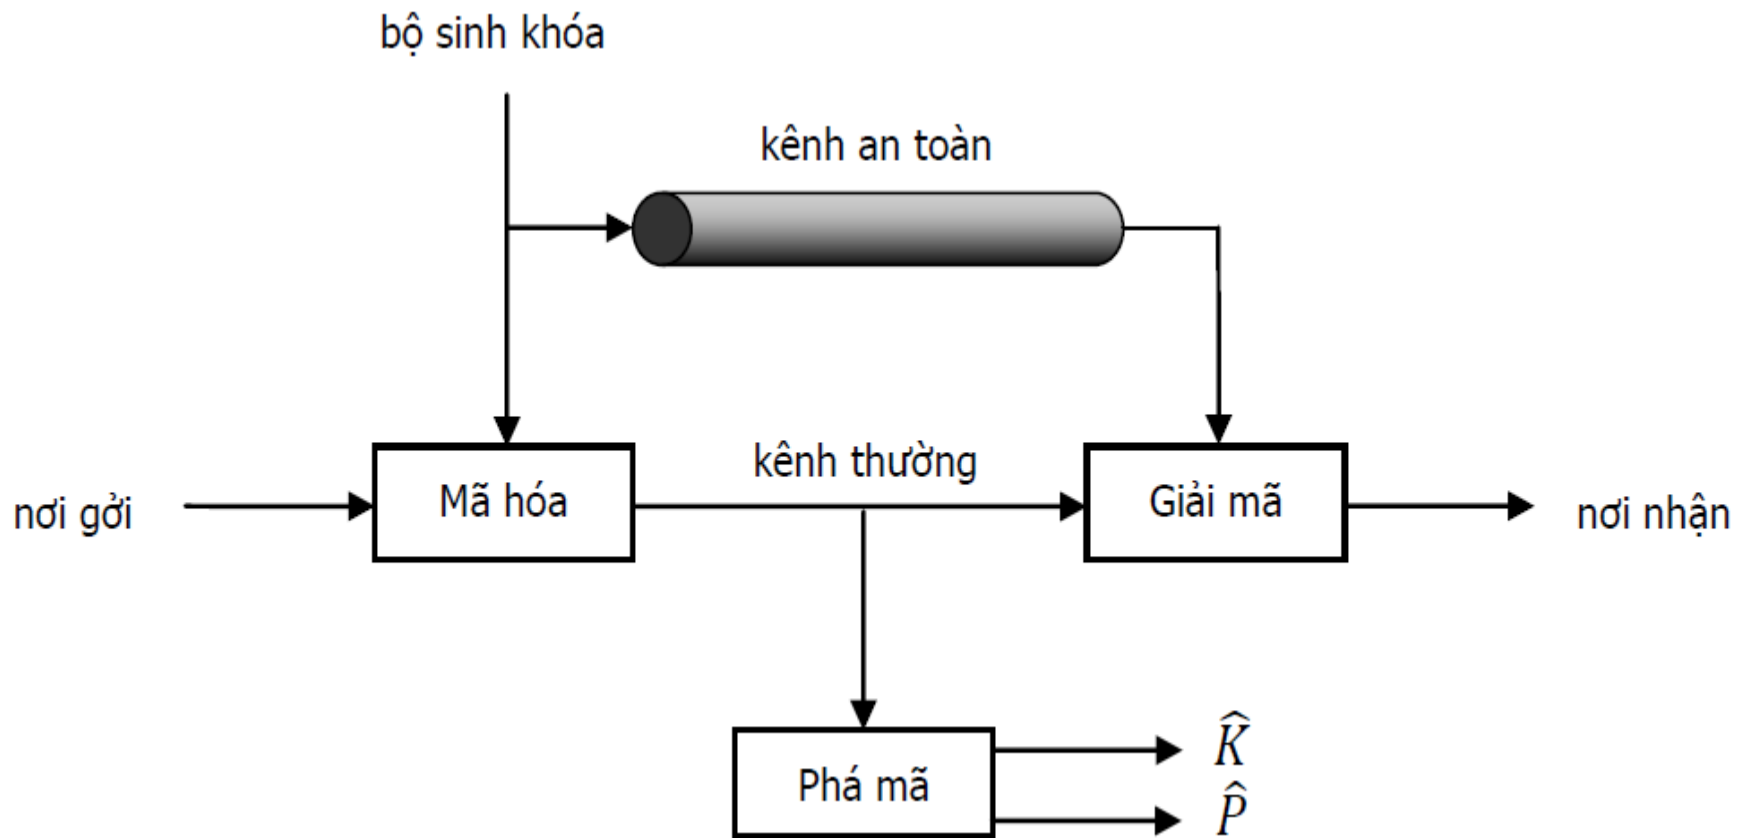 bộ sinh khóa
kênh an toàn
nơi gởi
Mã hóa
kênh thường
Giải mã
nơi nhận
Phá mã
K̂
P̂